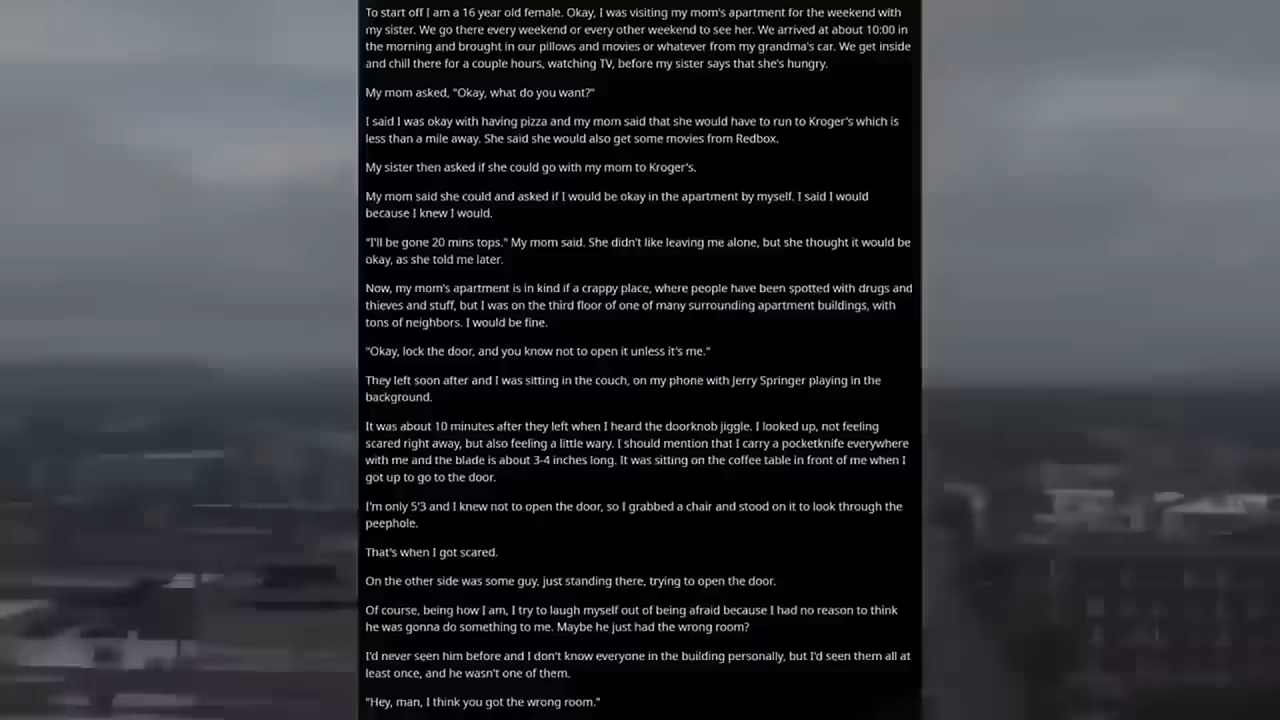 To start off I am a 16 year old female. Okay, I was visiting my mom's apartment for the weekend with
my sister. We go there every weekend or every other weekend to see her. We arrived at about 10:00 in
the morning and brought in our pillows and movies or whatever from my grandma's car. We get inside
and chill there for a couple hours, watching TV, before my sister says that she's hungry.
My mom asked, "Okay, what do you want?"
I said I was okay with having pizza and my mom said that she would have to run to Kroger's which is
less than a mile away. She said she would also get some movies from Redbox.
My sister then asked if she could go with my mom to Kroger's.
My mom said she could and asked if I would be okay in the apartment by myself. I said I would
because I knew I would.
"I'll be gone 20 mins tops." My mom said. She didn't like leaving me alone, but she thought it would be
okay, as she told me later.
Now, my mom's apartment is in kind if a crappy place, where people have been spotted with drugs and
thieves and stuff, but I was on the third floor of one of many surrounding apartment buildings, with
tons of neighbors. I would be fine.
"Okay, lock the door, and you know not to open it unless it's me."
They left soon after and I was sitting in the couch, on my phone with Jerry Springer playing in the
background.
It was about 10 minutes after they left when I heard the doorknob jiggle. I looked up, not feeling
scared right away, but also feeling a little wary. I should mention that I carry a pocketknife everywhere
with me and the blade is about 3-4 inches long. It was sitting on the coffee table in front of me when I
got up to go to the door.
I'm only 5'3 and I knew not to open the door, so I grabbed a chair and stood on it to look through the
peephole.
That's when I got scared.
On the other side was some guy, just standing there, trying to open the door.
Of course, being how I am, I try to laugh myself out of being afraid because I had no reason to think
he was gonna do something to me. Maybe he just had the wrong room?
I'd never seen him before and I don't know everyone in the building personally, but I'd seen them all at
least once, and he wasn't one of them.
"Hey, man, I think you got the wrong room."